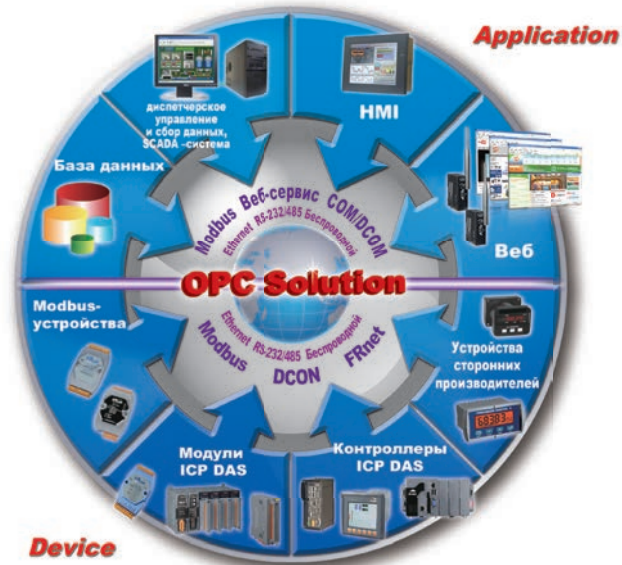 Application
диспетчерское
управление
и сбор данных,
SCADA -система
HMI
База данных
Веб
Modbus Веб-сервис COM/DCOM
Ethernet RS-232/485 Беспроводной
OPC Solution
Ethernet RS-232/485 Беспроводной
Modbus DCON FRnet
Modbus-
устройства
Устройства
сторонних
производителей
Модули
ICP DAS
Контроллеры
ICP DAS
Device